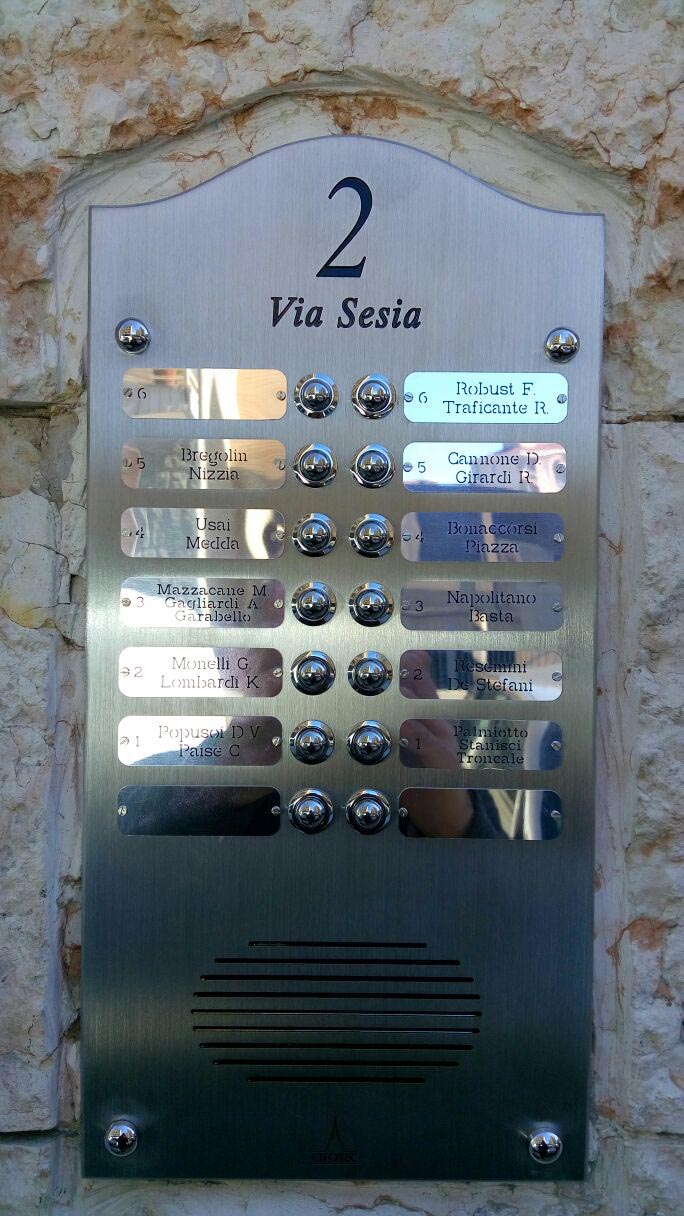 2
Via Sesia
6
6 Robust F.
Traficante R.
5 Bregolin
Nizzia
5 Cannone D.
Girardi R.
4 Usai
Medda
4 Bonaccorsi
Piazza
3 Mazzacane M
Gagliardi A.
Garabello
3 Napolitano
Basta
2 Monelli G.
Lombardi K.
2 Resemini
De Stefani
1 Popusoi D.V.
Paise C
1 Palmiotto
Stanisci
Troncale